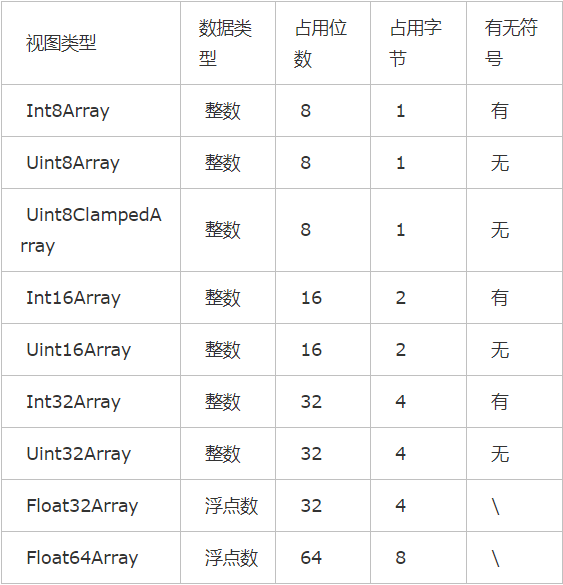 视图类型 数据类型 占用位数 占用字节 有无符号
Int8Array 整数 8 1 有
Uint8Array 整数 8 1 无
Uint8ClampedA
rray 整数 8 1 无
Int16Array 整数 16 2 有
Uint16Array 整数 16 2 无
Int32Array 整数 32 4 有
Uint32Array 整数 32 4 无
Float32Array 浮点数 32 4 \
Float64Array 浮点数 64 8 \